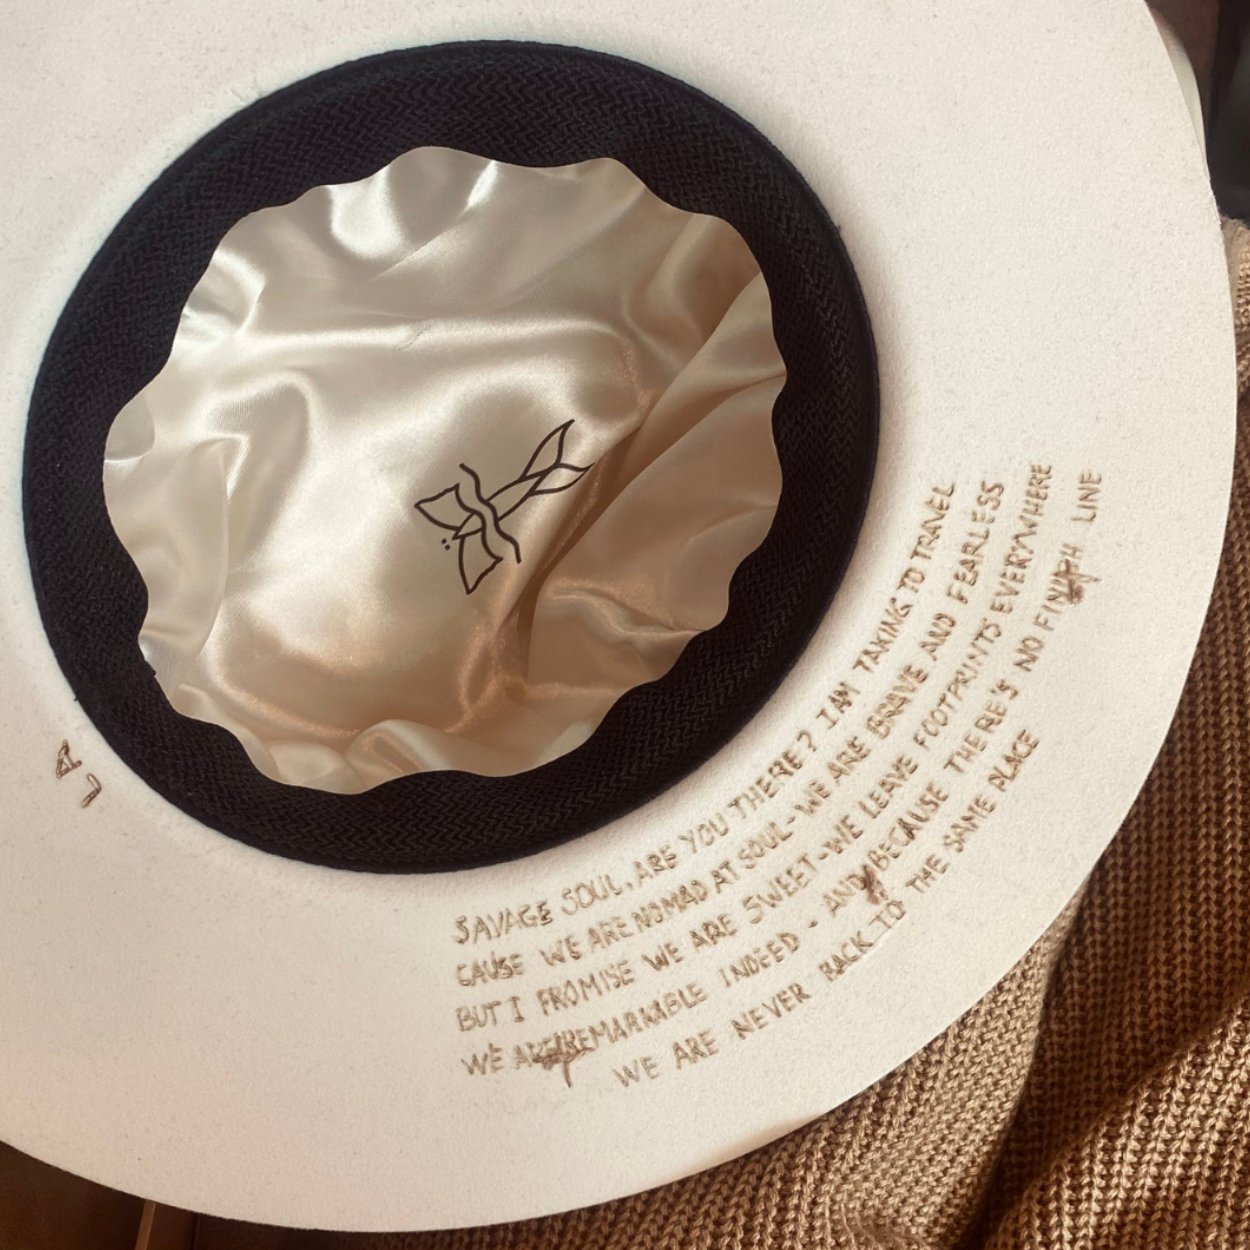 SAVAGE SOUL, ARE YOU THERE? I AM TAKING TO TRAVEL
CAUSE WE ARE NOMAD AT SOUL - WE ARE BRAVE AND FEARLESS
BUT I PROMISE WE ARE SWEET - WE LEAVE FOOTPRINTS EVERYWHERE
WE ARE REMARKABLE INDEED - AND BECAUSE THERE'S NO FINISH LINE
WE ARE NEVER BACK TO THE SAME PLACE
LA